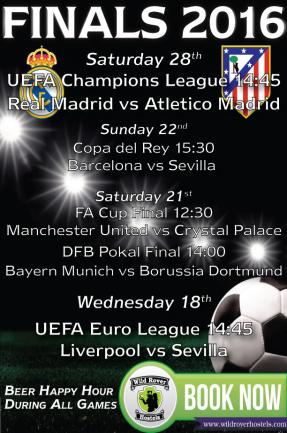 FINALS 2016
Saturday 28th
UEFA Champions League 14:45
Real Madrid vs Atletico Madrid
Sunday 22nd
Copa del Rey 15:30
Barcelona vs Sevilla
Saturday 21st
FA Cup Final 12:30
Manchester United vs Crystal Palace
DFB Pokal Final 14:00
Bayern Munich vs Borussia Dortmund
Wednesday 18th
UEFA Euro League 14:45
Liverpool vs Sevilla
Beer Happy Hour
During All Games
Wild Rover
Hostels
BOOK NOW
www.wildroverhostels.com